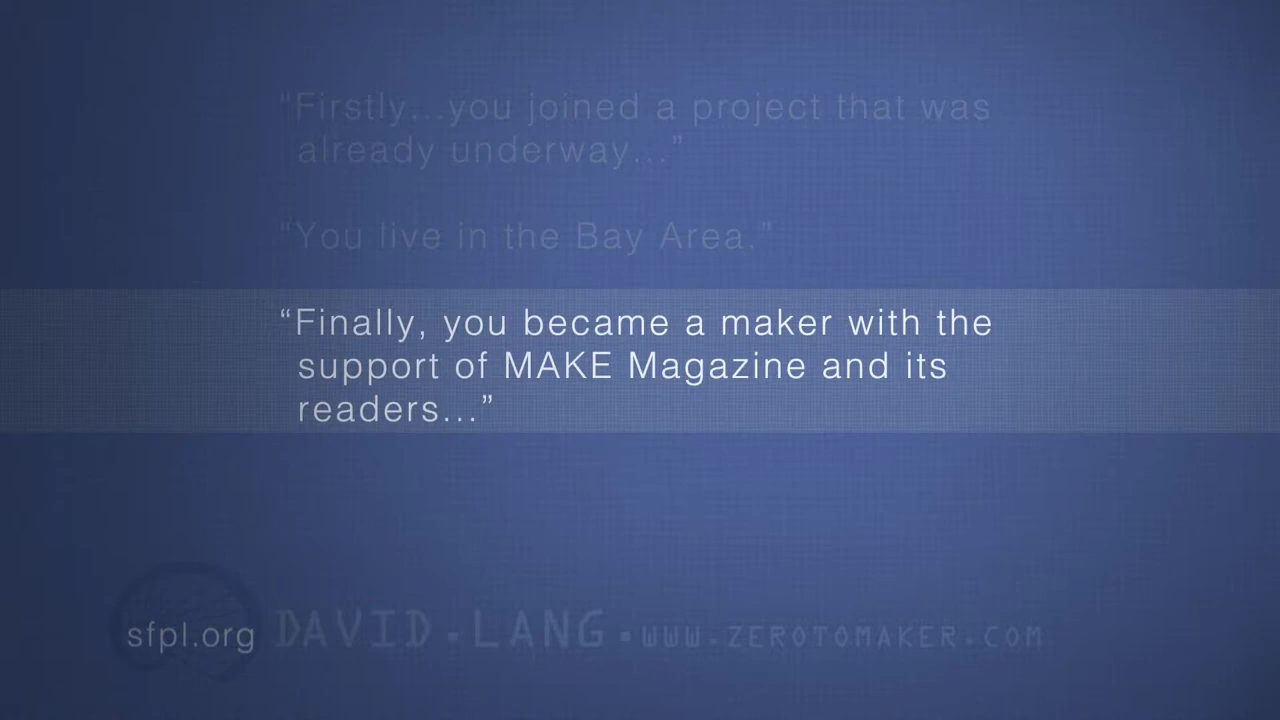 “Firstly...you joined a project that was
already underway...”
“You live in the Bay Area.”
“Finally, you became a maker with the
support of MAKE Magazine and its
readers...”
sfpl.org DAVID.LANG.WWW.ZEROTOMAKER.COM